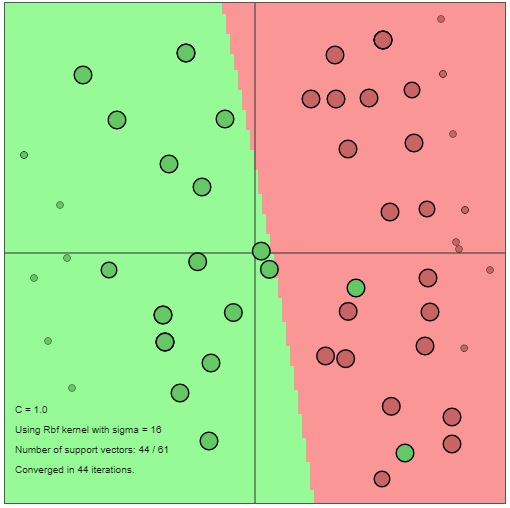 C = 1.0
Using Rbf kernel with sigma = 16
Number of support vectors: 44 / 61
Converged in 44 iterations.